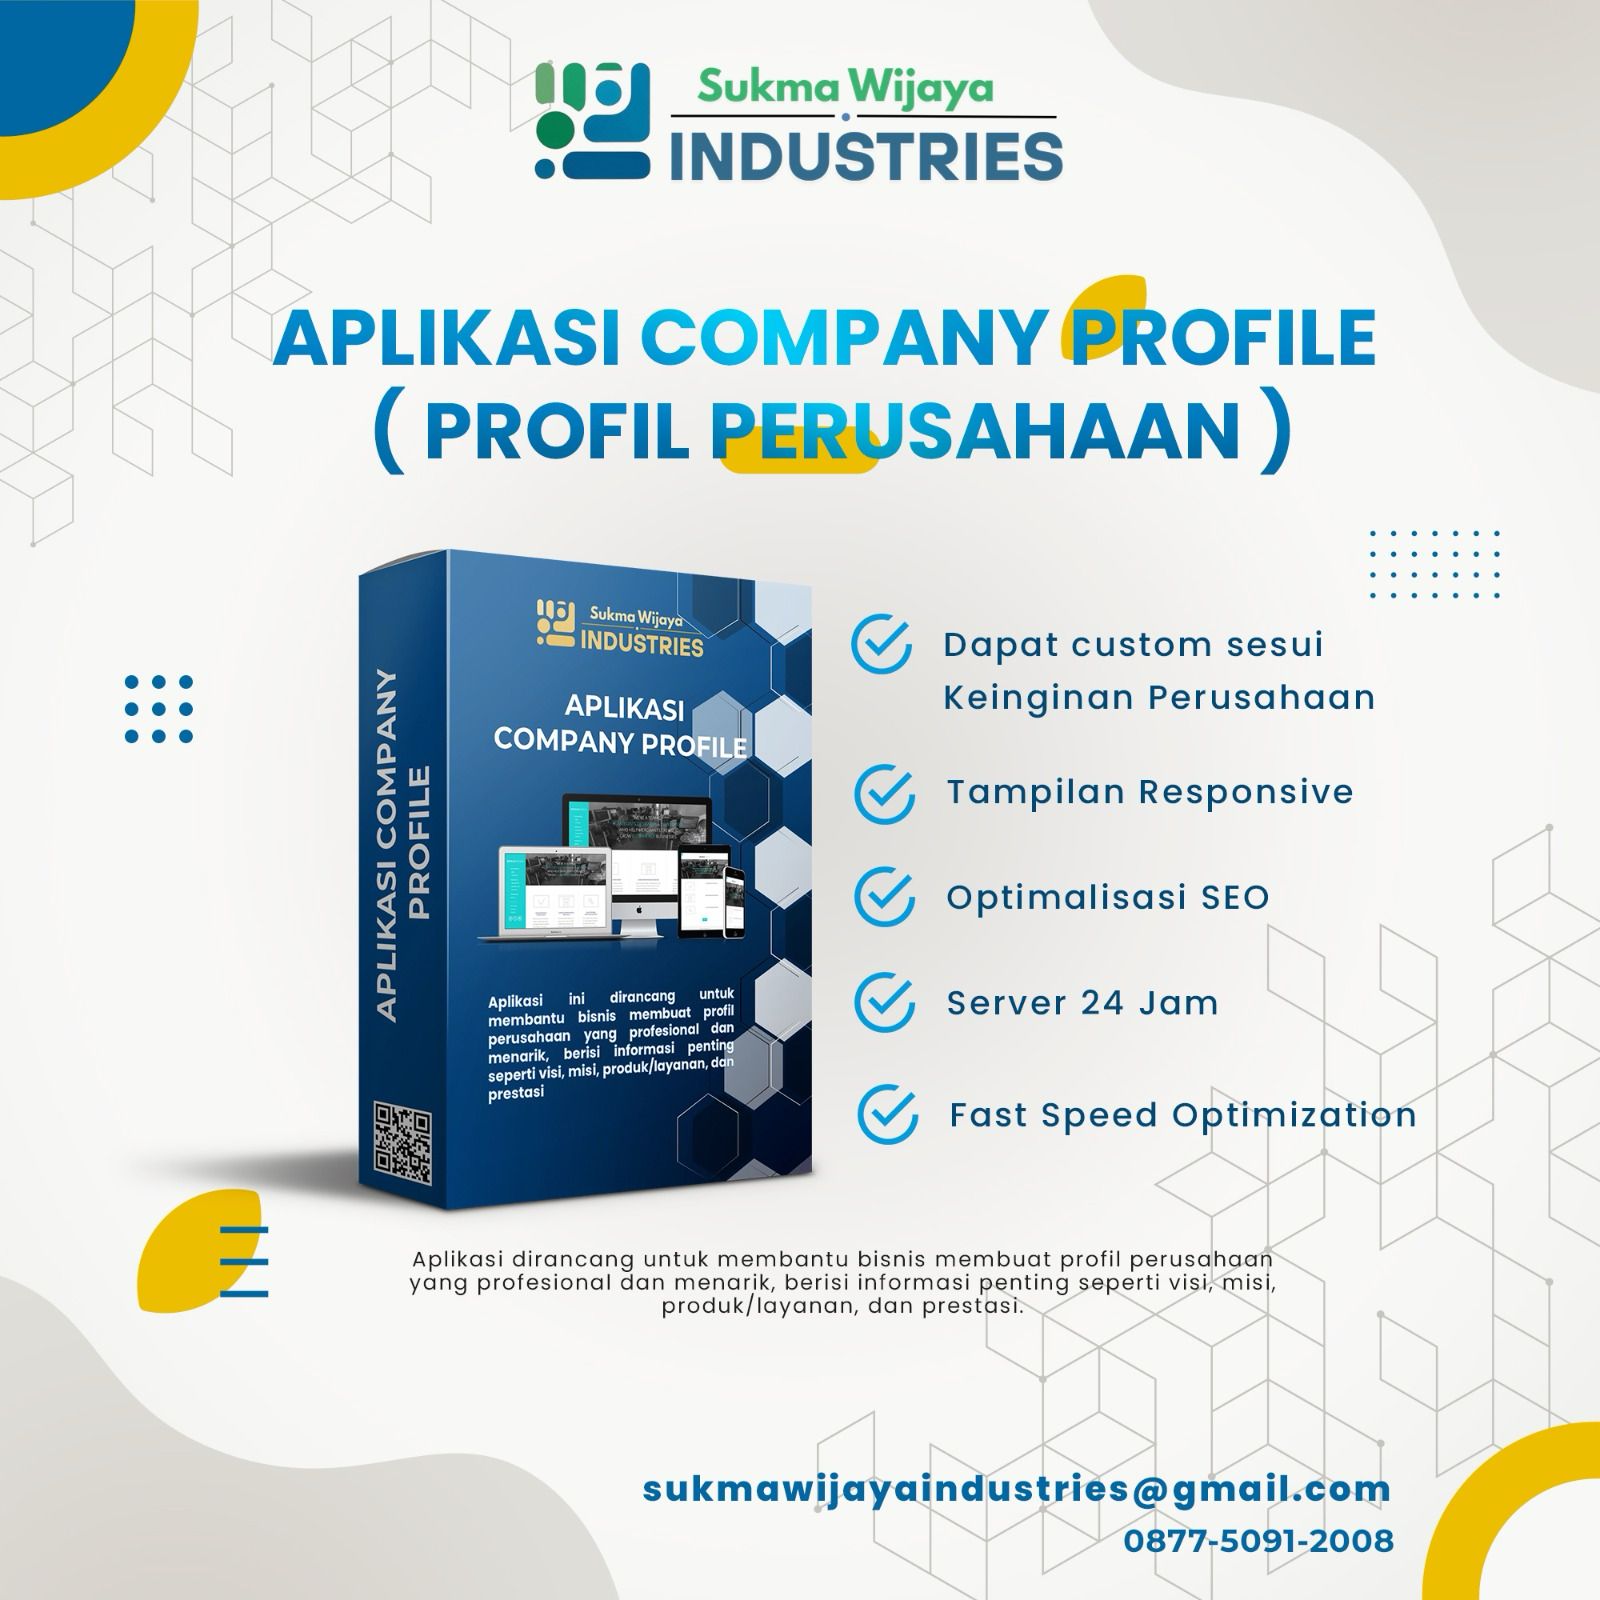 Sukma Wijaya
INDUSTRIES
APLIKASI COMPANY PROFILE
( PROFIL PERUSAHAAN )
APLIKASI COMPANY
PROFILE
Sukma Wijaya
INDUSTRIES
APLIKASI
COMPANY PROFILE
Aplikasi ini dirancang untuk
membantu bisnis membuat profil
perusahaan yang profesional dan
menarik, berisi informasi penting
seperti visi, misi, produk/layanan, dan
prestasi
Dapat custom sesui
Keinginan Perusahaan
Tampilan Responsive
Optimalisasi SEO
Server 24 Jam
Fast Speed Optimization
Aplikasi dirancang untuk membantu bisnis membuat profil perusahaan
yang profesional dan menarik, berisi informasi penting seperti visi, misi,
produk/layanan, dan prestasi.
sukmawijayaindustries@gmail.com
0877-5091-2008